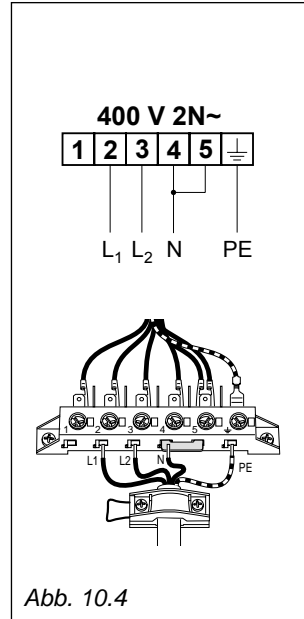 400 V 2N~
1 2 3 4 5 ⏚
L₁ L₂ N PE
1 2 3 4 5 ⏚
L1 L2 N PE
Abb. 10.4